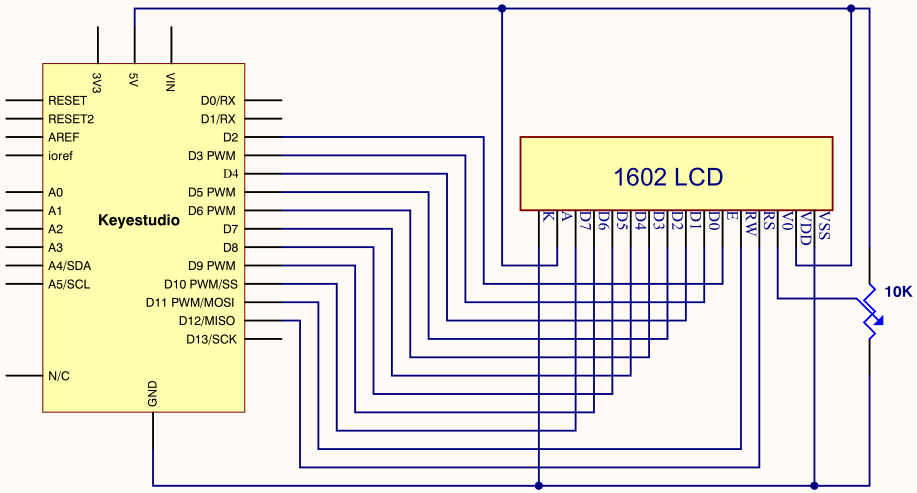 3V3
5V
VIN
RESET
RESET2
AREF
ioref
A0
A1
A2
A3
A4/SDA
A5/SCL
N/C
Keyestudio
D0/RX
D1/RX
D2
D3 PWM
D4
D5 PWM
D6 PWM
D7
D8
D9 PWM
D10 PWM/SS
D11 PWM/MOSI
D12/MISO
D13/SCK
GND
1602 LCD
K
A
D7
D6
D5
D4
D3
D2
D1
D0
E
RW
RS
V0
VDD
VSS
10K